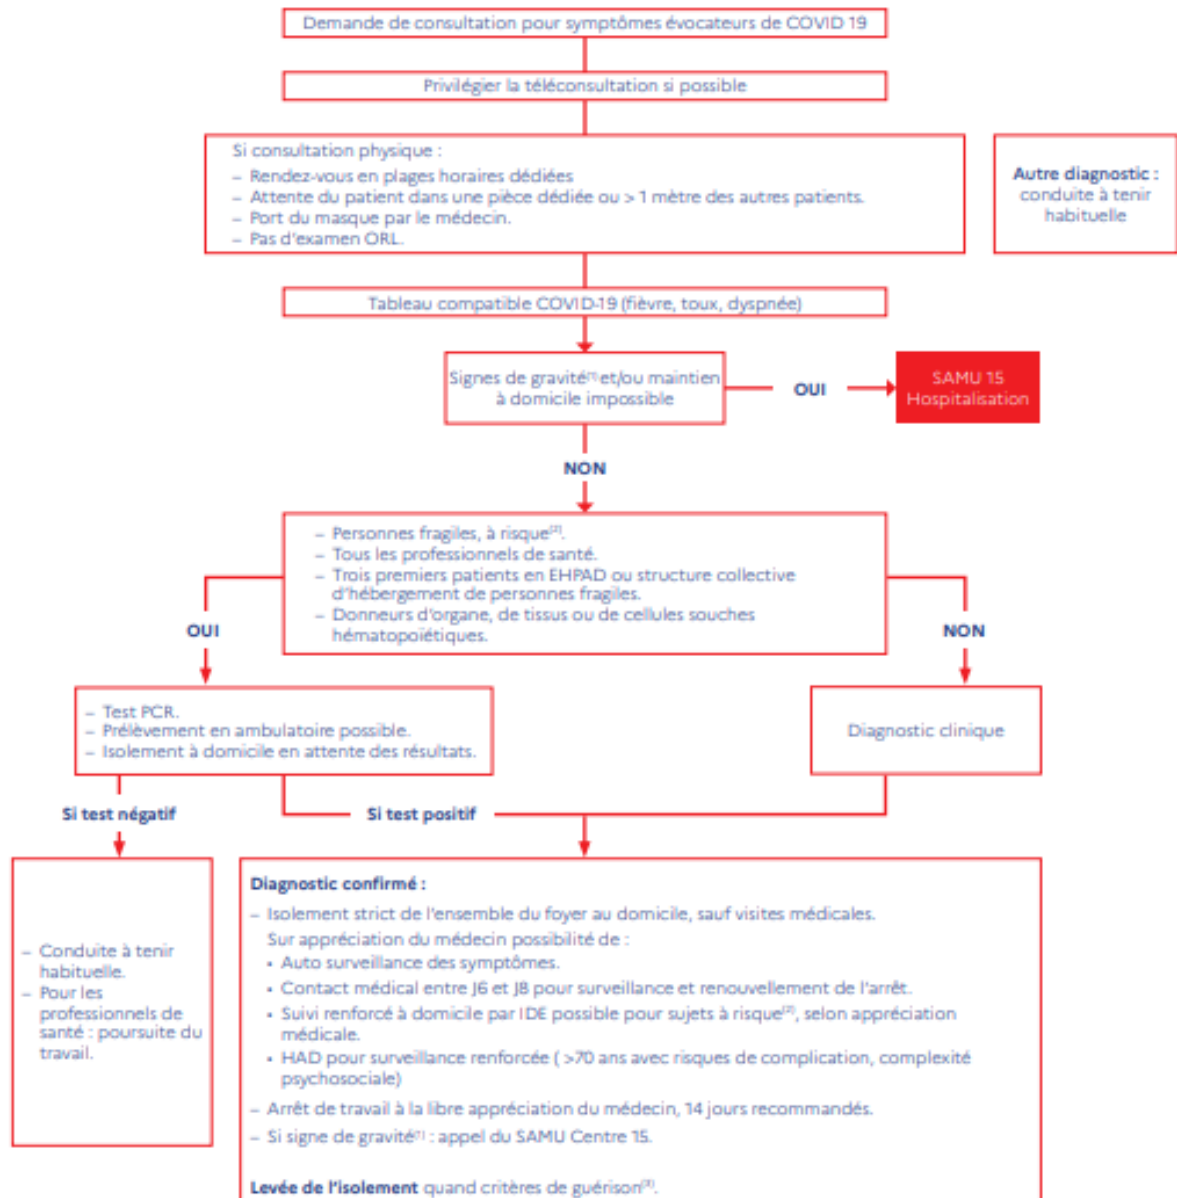 Demande de consultation pour symptômes évocateurs de COVID 19
Privilégier la téléconsultation si possible
Si consultation physique :
– Rendez-vous en plages horaires dédiées
– Attente du patient dans une pièce dédiée ou > 1 mètre des autres patients.
– Port du masque par le médecin.
– Pas d'examen ORL.
Autre diagnostic :
conduite à tenir
habituelle
Tableau compatible COVID-19 (fièvre, toux, dyspnée)
Signes de gravité(1) et/ou maintien
à domicile impossible
OUI
SAMU 15
Hospitalisation
NON
– Personnes fragiles, à risque(2).
– Tous les professionnels de santé.
– Trois premiers patients en EHPAD ou structure collective
d'hébergement de personnes fragiles.
– Donneurs d'organe, de tissus ou de cellules souches
hématopoïétiques.
OUI
NON
– Test PCR.
– Prélèvement en ambulatoire possible.
– Isolement à domicile en attente des résultats.
Diagnostic clinique
Si test négatif
Si test positif
– Conduite à tenir
habituelle.
– Pour les
professionnels de
santé : poursuite du
travail.
Diagnostic confirmé :
– Isolement strict de l'ensemble du foyer au domicile, sauf visites médicales.
Sur appréciation du médecin possibilité de :
• Auto surveillance des symptômes.
• Contact médical entre J6 et J8 pour surveillance et renouvellement de l'arrêt.
• Suivi renforcé à domicile par IDE possible pour sujets à risque(2), selon appréciation
médicale.
• HAD pour surveillance renforcée ( >70 ans avec risques de complication, complexité
psychosociale)
– Arrêt de travail à la libre appréciation du médecin, 14 jours recommandés.
– Si signe de gravité(1) : appel du SAMU Centre 15.
Levée de l'isolement quand critères de guérison(3).